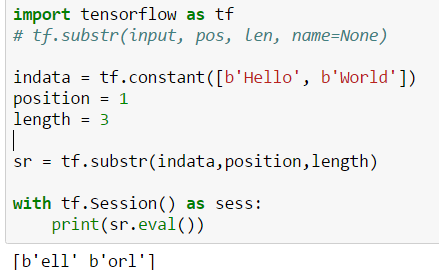 import tensorflow as tf
# tf.substr(input, pos, len, name=None)
indata = tf.constant([b'Hello', b'World'])
position = 1
length = 3
sr = tf.substr(indata,position,length)
with tf.Session() as sess:
    print(sr.eval())
[b'ell' b'orl']